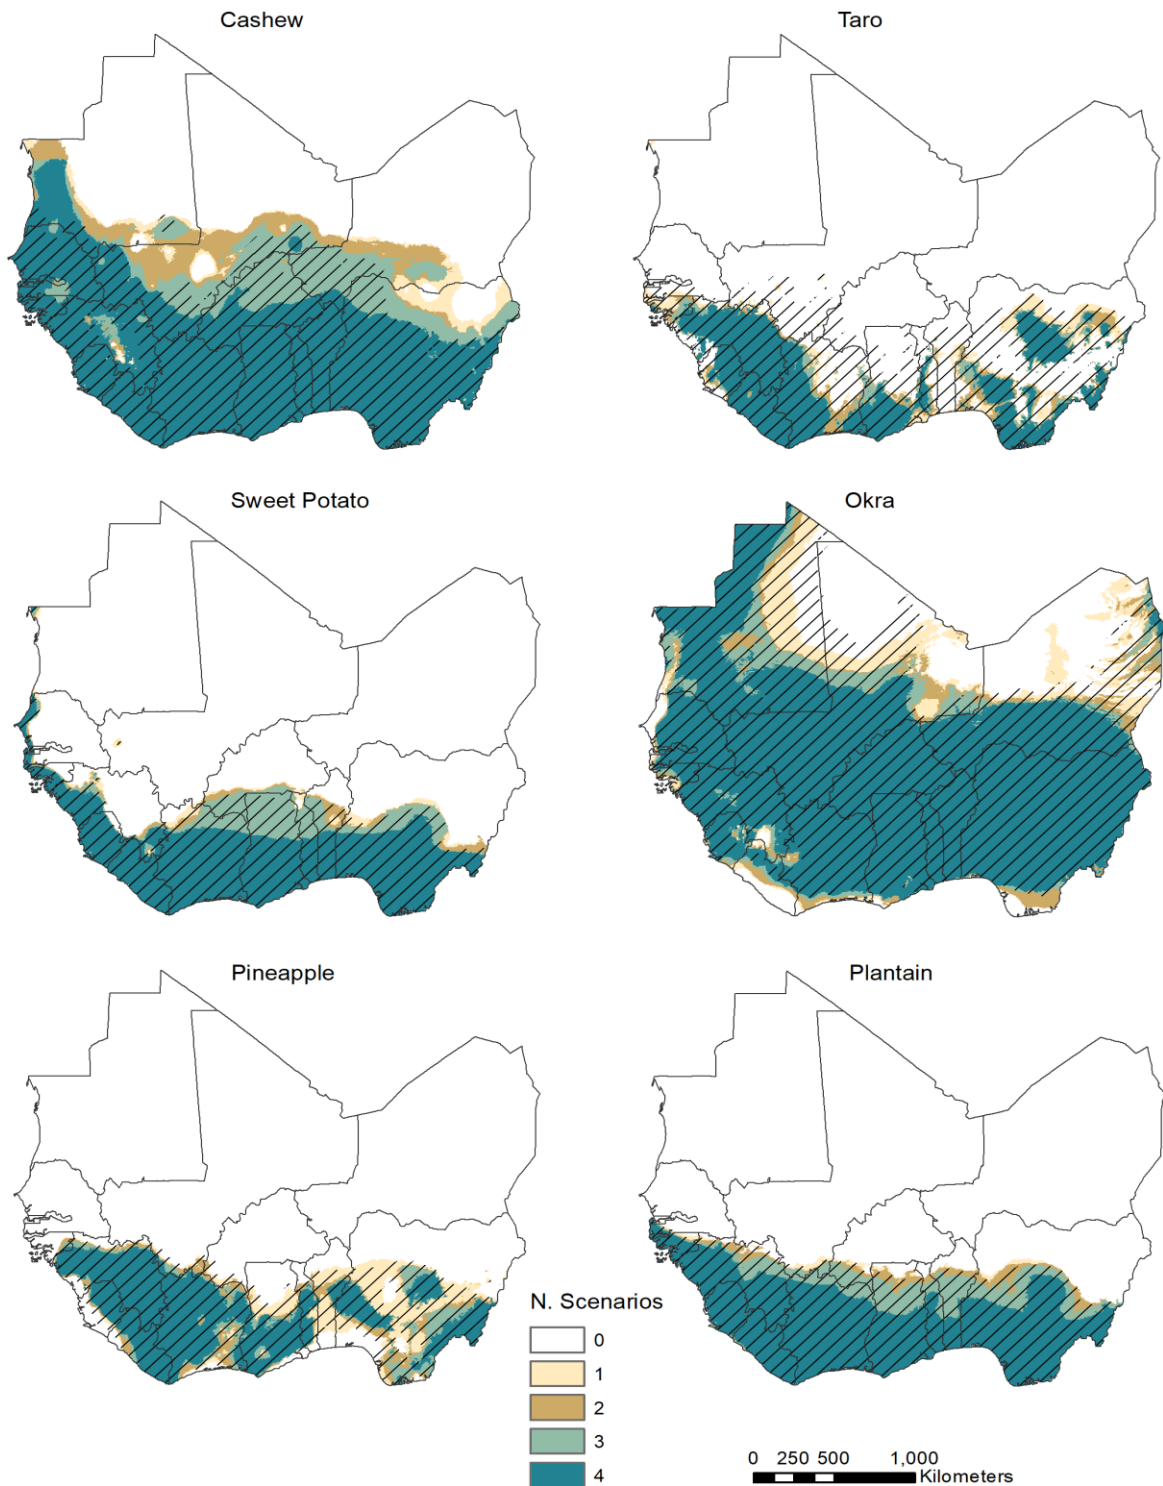 Cashew
Taro
Sweet Potato
Okra
Pineapple
Plantain
N. Scenarios
0
1
2
3
4
0 250 500 1,000
Kilometers